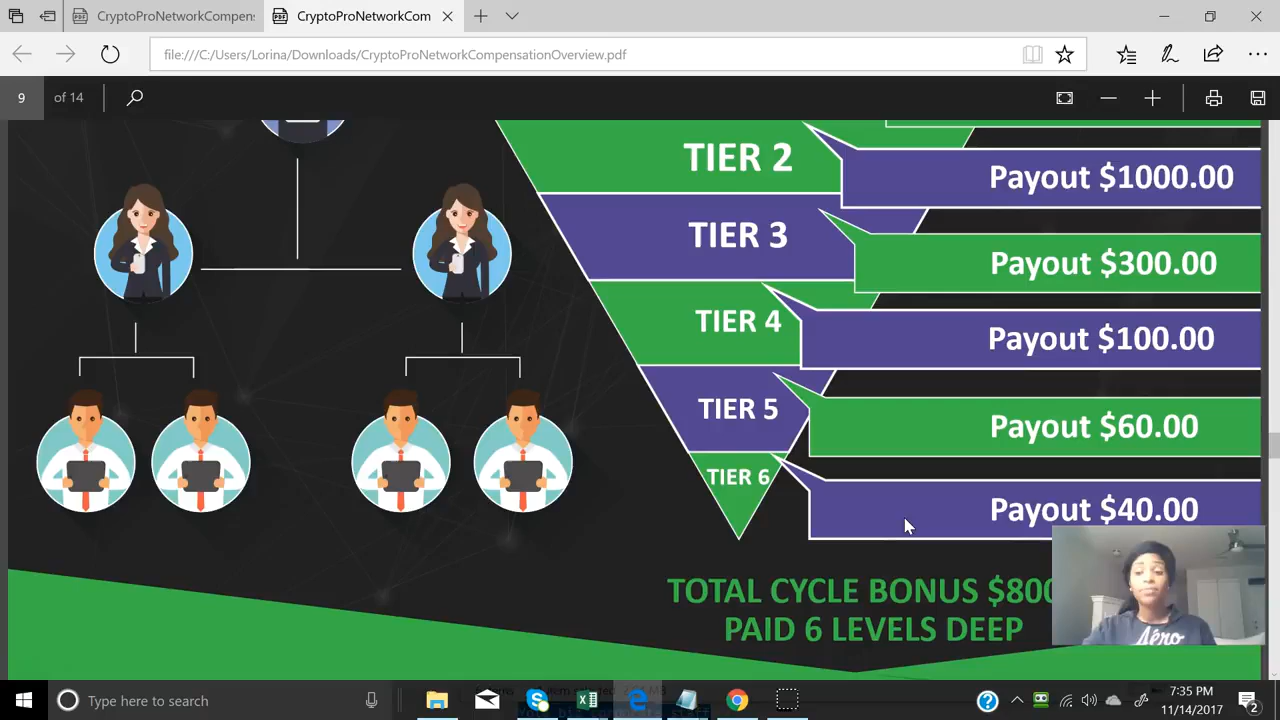 CryptoProNetworkCompens
CryptoProNetworkCom
file:///C:/Users/Lorina/Downloads/CryptoProNetworkCompensationOverview.pdf
9 of 14
TIER 2
Payout $1000.00
TIER 3
Payout $300.00
TIER 4
Payout $100.00
TIER 5
Payout $60.00
TIER 6
Payout $40.00
TOTAL CYCLE BONUS $800
PAID 6 LEVELS DEEP
Aéro
Type here to search
7:35 PM
11/14/2017
2